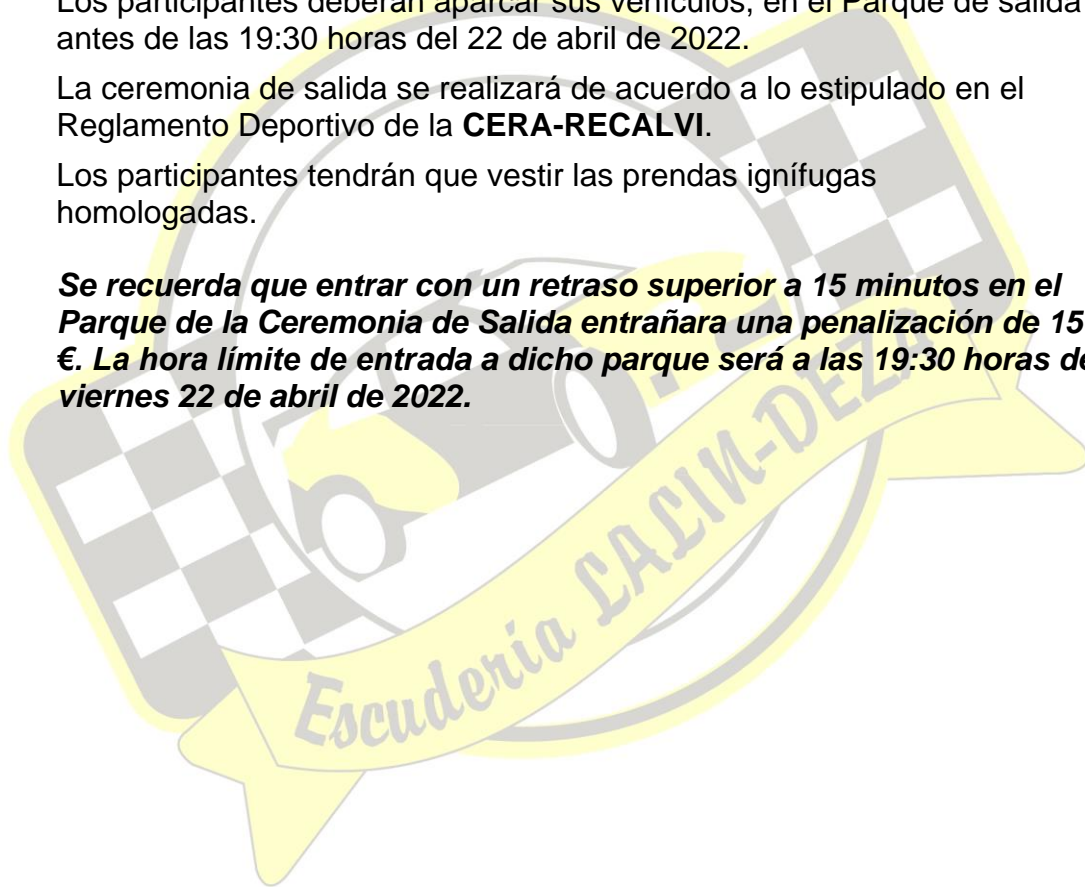 Los participantes deberán aparcar sus vehículos, en el Parque de salida
antes de las 19:30 horas del 22 de abril de 2022.
La ceremonia de salida se realizará de acuerdo a lo estipulado en el
Reglamento Deportivo de la CERA-RECALVI.
Los participantes tendrán que vestir las prendas ignífugas
homologadas.
Se recuerda que entrar con un retraso superior a 15 minutos en el
Parque de la Ceremonia de Salida entrañara una penalización de 15
€. La hora límite de entrada a dicho parque será a las 19:30 horas de
viernes 22 de abril de 2022.
Escudería LALIN-DEZA